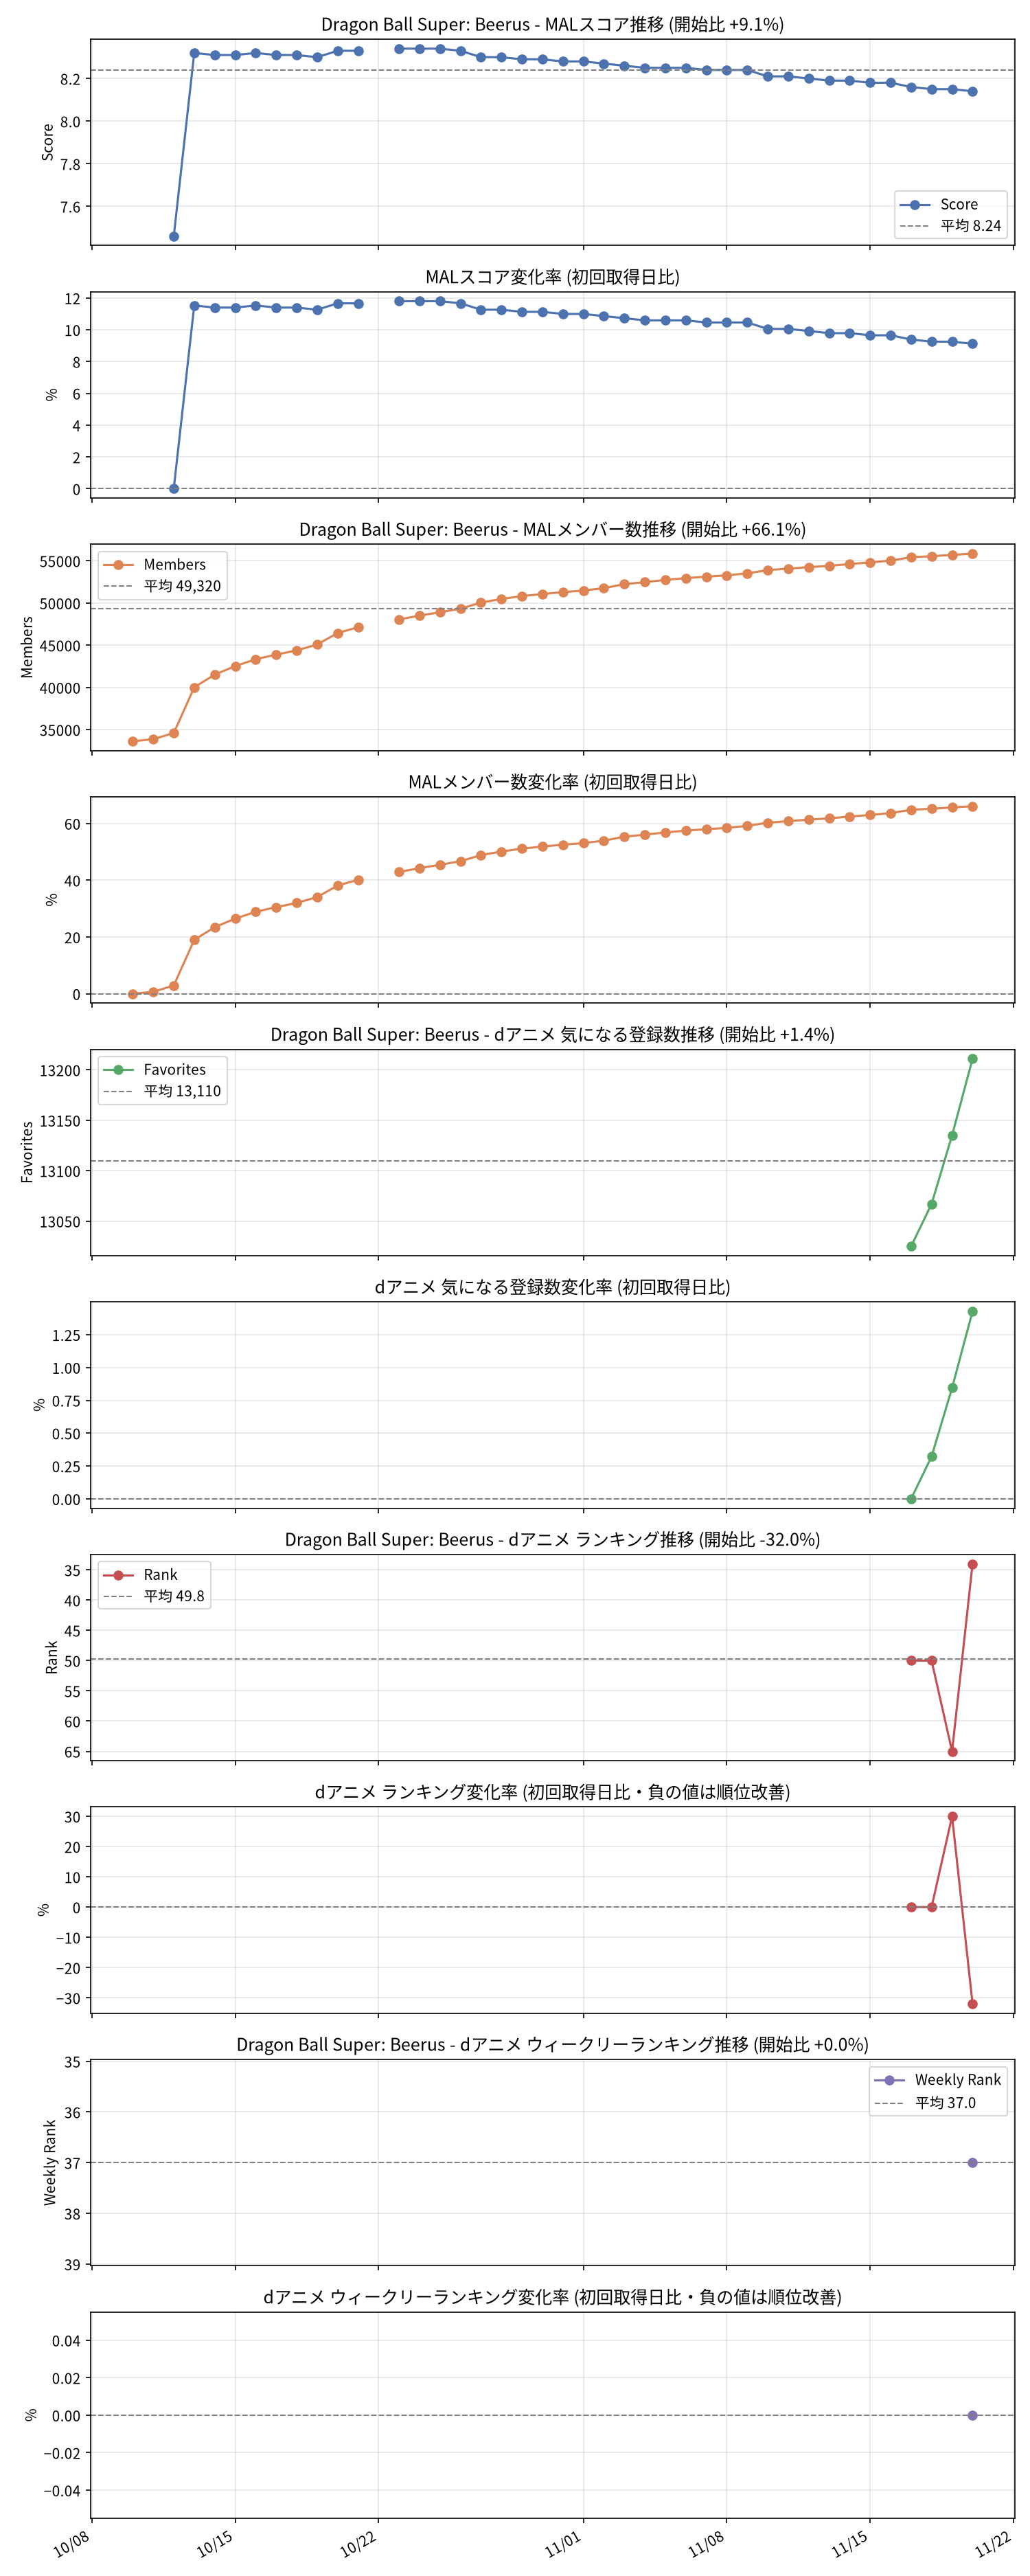 Dragon Ball Super: Beerus - MALスコア推移 (開始比 +9.1%)
8.2
8.0
7.8
7.6
Score
Score
平均 8.24
MALスコア変化率 (初回取得日比)
12
10
8
6
4
2
0
%
Dragon Ball Super: Beerus - MALメンバー数推移 (開始比 +66.1%)
55000
50000
45000
40000
35000
Members
Members
平均 49,320
MALメンバー数変化率 (初回取得日比)
60
40
20
0
%
Dragon Ball Super: Beerus - dアニメ 気になる登録数推移 (開始比 +1.4%)
13200
13150
13100
13050
Favorites
Favorites
平均 13,110
dアニメ 気になる登録数変化率 (初回取得日比)
1.25
1.00
0.75
0.50
0.25
0.00
%
Dragon Ball Super: Beerus - dアニメ ランキング推移 (開始比 -32.0%)
35
40
45
50
55
60
65
Rank
Rank
平均 49.8
dアニメ ランキング変化率 (初回取得日比・負の値は順位改善)
30
20
10
0
−10
−20
−30
%
Dragon Ball Super: Beerus - dアニメ ウィークリーランキング推移 (開始比 +0.0%)
35
36
37
38
39
Weekly Rank
Weekly Rank
平均 37.0
dアニメ ウィークリーランキング変化率 (初回取得日比・負の値は順位改善)
0.04
0.02
0.00
−0.02
−0.04
%
10/08
10/15
10/22
11/01
11/08
11/15
11/22